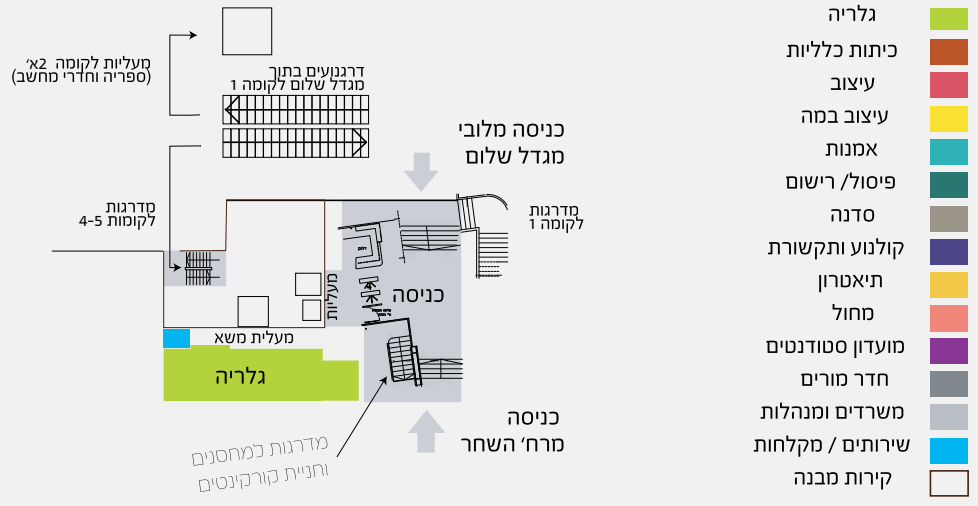 מעליות לקומה 2א'
(ספריה וחדרי מחשב)
דרגנועים בתוך
מגדל שלום לקומה 1
כניסה מלובי
מגדל שלום
מדרגות
לקומות 4-5
מדרגות
לקומה 1
מעליות
כניסה
מעלית משא
גלריה
כניסה
מרח' השחר
מדרגות למחסנים
וחניית קורקינטים
גלריה
כיתות כלליות
עיצוב
עיצוב במה
אמנות
פיסול/ רישום
סדנה
קולנוע ותקשורת
תיאטרון
מחול
מועדון סטודנטים
חדר מורים
משרדים ומנהלות
שירותים / מקלחות
קירות מבנה